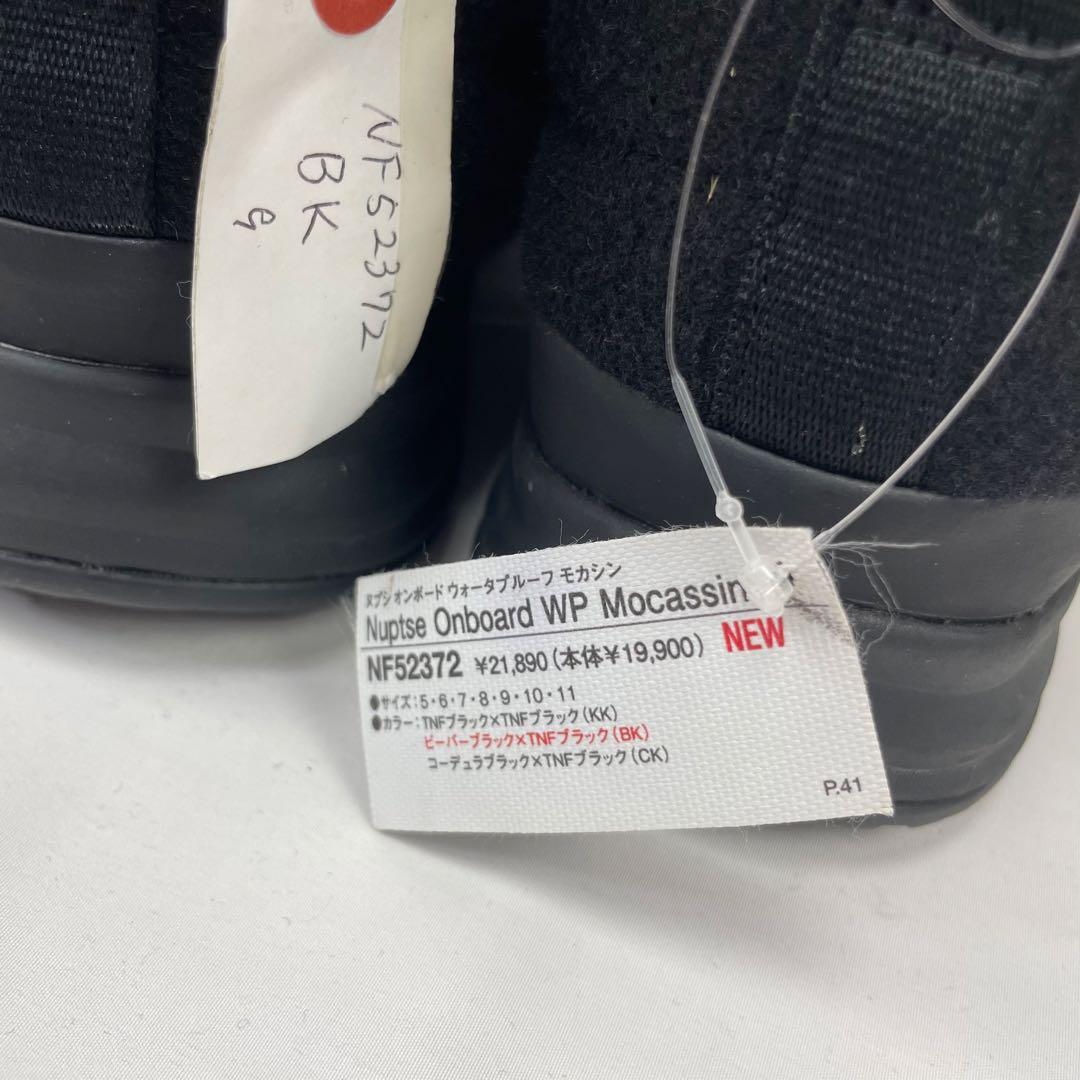 NF52372
BK
9
ヌプシ オンボード ウォータプルーフ モカシン
Nuptse Onboard WP Mocassin
NF52372 ¥21,890(本体¥19,900) NEW
●サイズ:5・6・7・8・9・10・11
●カラー:TNFブラック×TNFブラック(KK)
ビーバーブラック×TNFブラック(BK)
コーデュラブラック×TNFブラック(CK)
P.41